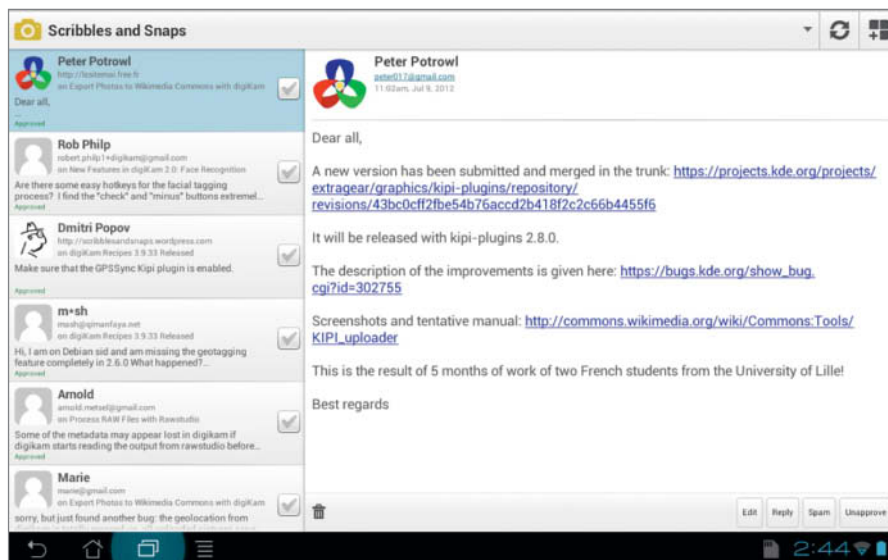 Scribbles and Snaps
Peter Potrowl
on Export Photos to Wikimedia Commons with digiKam
Dear all,
...
Approved
Rob Philp
robert.philp1+digikam@gmail.com
on New Features in digiKam 2.0: Face Recognition
Are there some easy hotkeys for the facial tagging
process? I find the "check" and "minus" buttons extremel...
Approved
Dmitri Popov
http://scribblesandsnaps.wordpress.com
on digiKam Recipes 3.9.33 Released
Make sure that the GPSSync Kipi plugin is enabled.
Approved
m*sh
mash@qimanfaya.net
on digiKam Recipes 3.9.33 Released
Hi, I am on Debian sid and am missing the geotagging
feature completely in 2.6.0 What happened?...
Approved
Arnold
arnold.metsel@gmail.com
on Process RAW Files with Rawstudio
Some of the metadata may appear lost in digikam if
digikam starts reading the output from rawstudio before...
Approved
Marie
marie@gmail.com
on Export Photos to Wikimedia Commons with digiKam
sorry, but just found another bug: the geolocation from
Peter Potrowl
peter017@gmail.com
11:02am, Jul 9, 2012
Dear all,
A new version has been submitted and merged in the trunk: https://projects.kde.org/projects/
extragear/graphics/kipi-plugins/repository/
revisions/43bc0cff2fbe54b76accd2b418f2c2c66b4455f6
It will be released with kipi-plugins 2.8.0.
The description of the improvements is given here: https://bugs.kde.org/show_bug.
cgi?id=302755
Screenshots and tentative manual: http://commons.wikimedia.org/wiki/Commons:Tools/
KIPI_uploader
This is the result of 5 months of work of two French students from the University of Lille!
Best regards
Edit Reply Spam Unapprove
2:44